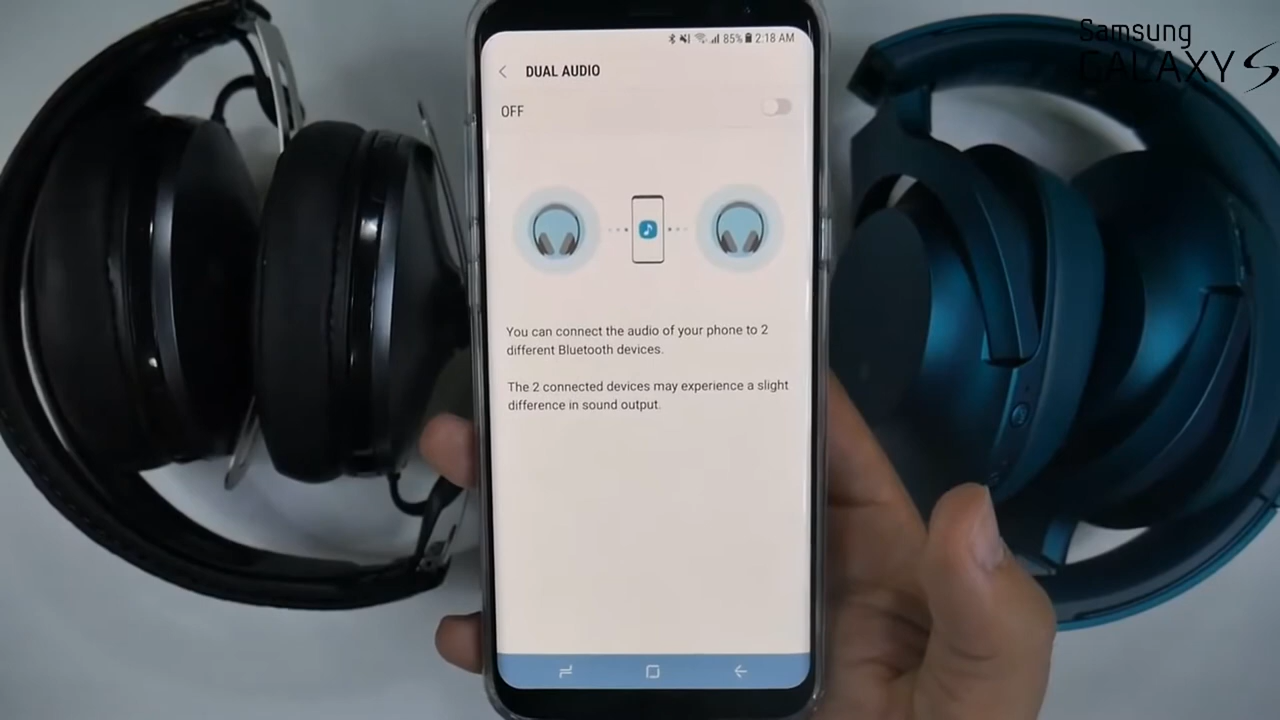 Samsung
GALAXY S
85% 2:18 AM
DUAL AUDIO
OFF
You can connect the audio of your phone to 2
different Bluetooth devices.
The 2 connected devices may experience a slight
difference in sound output.